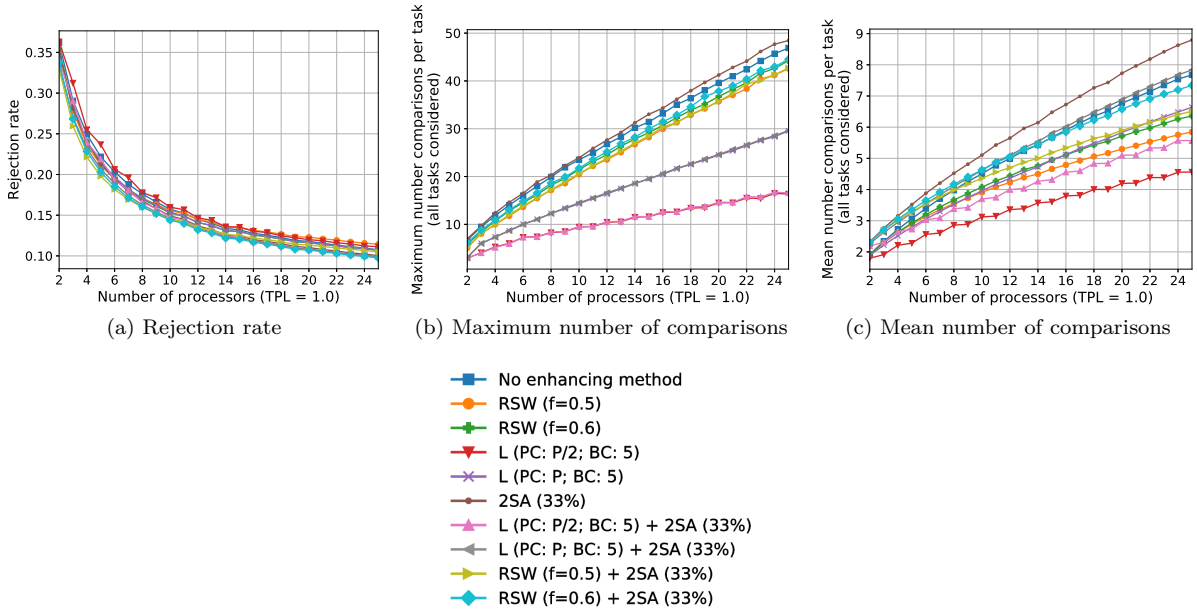 0.35
0.30
0.25
0.20
0.15
0.10
Rejection rate
2 4 6 8 10 12 14 16 18 20 22 24
Number of processors (TPL = 1.0)
(a) Rejection rate
50
40
30
20
10
Maximum number comparisons per task
(all tasks considered)
2 4 6 8 10 12 14 16 18 20 22 24
Number of processors (TPL = 1.0)
(b) Maximum number of comparisons
9
8
7
6
5
4
3
2
Mean number comparisons per task
(all tasks considered)
2 4 6 8 10 12 14 16 18 20 22 24
Number of processors (TPL = 1.0)
(c) Mean number of comparisons
No enhancing method
RSW (f=0.5)
RSW (f=0.6)
L (PC: P/2; BC: 5)
L (PC: P; BC: 5)
2SA (33%)
L (PC: P/2; BC: 5) + 2SA (33%)
L (PC: P; BC: 5) + 2SA (33%)
RSW (f=0.5) + 2SA (33%)
RSW (f=0.6) + 2SA (33%)